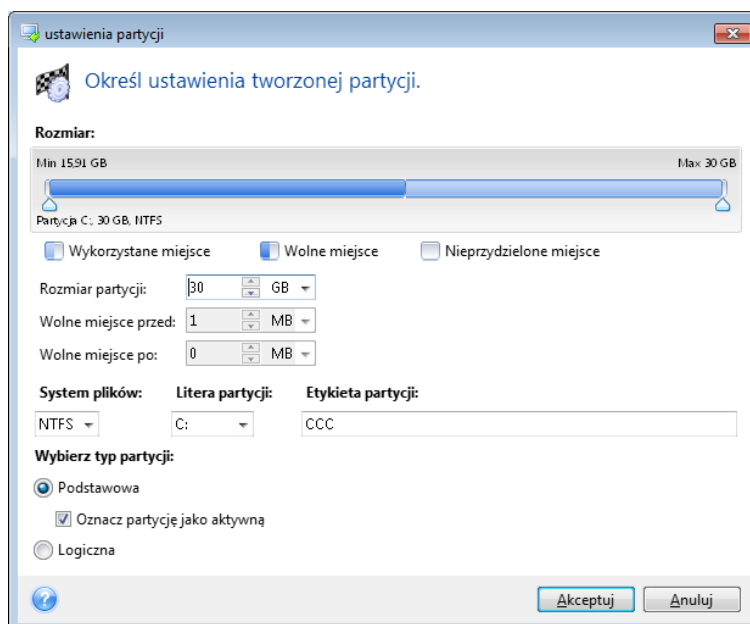 ustawienia partycji
Określ ustawienia tworzonej partycji.
Rozmiar:
Min 15,91 GB Max 30 GB
Partycja C:, 30 GB, NTFS
Wykorzystane miejsce Wolne miejsce Nieprzydzielone miejsce
Rozmiar partycji: 30 GB
Wolne miejsce przed: 1 MB
Wolne miejsce po: 0 MB
System plików: Litera partycji: Etykieta partycji:
NTFS C: CCC
Wybierz typ partycji:
Podstawowa
Oznacz partycję jako aktywną
Logiczna
Akceptuj Anuluj